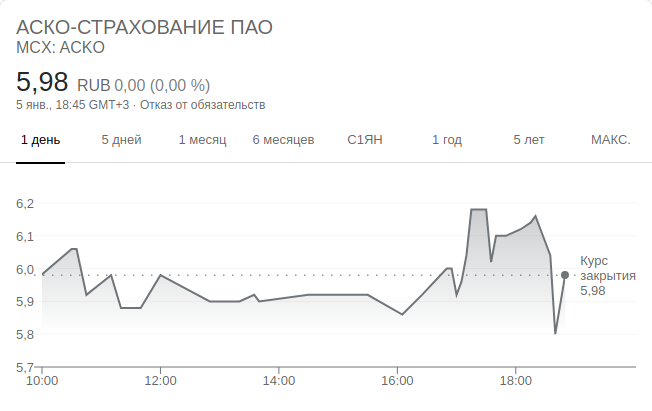 АСКО-СТРАХОВАНИЕ ПАО
MCX: ACKO
5,98 RUB 0,00 (0,00 %)
5 янв., 18:45 GMT+3 · Отказ от обязательств
1 день 5 дней 1 месяц 6 месяцев С1ЯН 1 год 5 лет МАКС.
6,2
6,1
6,0
5,9
5,8
5,7
Курс
закрытия
5,98
10:00 12:00 14:00 16:00 18:00